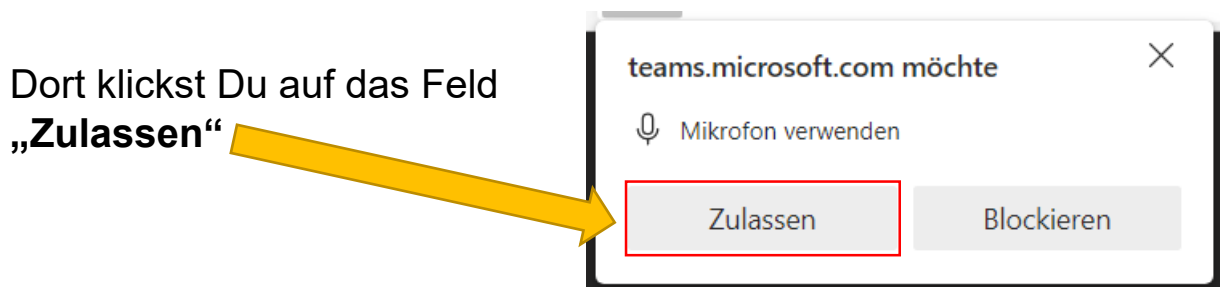 Dort klickst Du auf das Feld
„Zulassen“
teams.microsoft.com möchte
Mikrofon verwenden
Zulassen
Blockieren